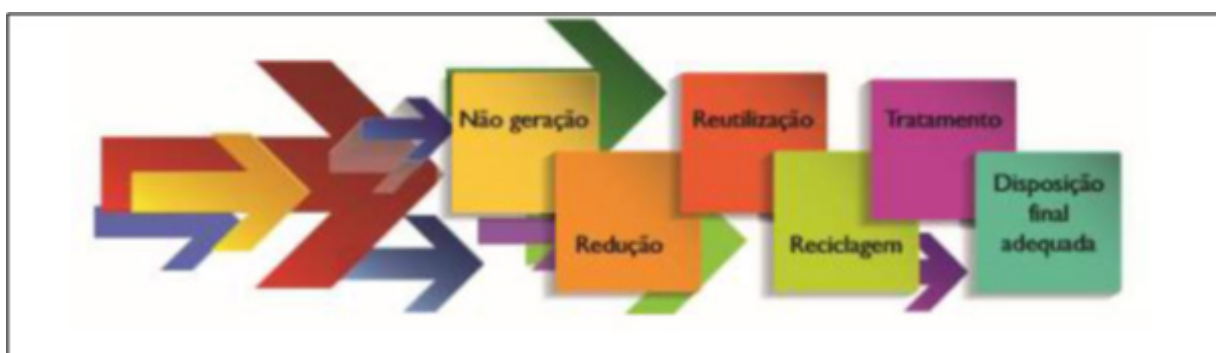 Não geração
Redução
Reutilização
Reciclagem
Tratamento
Disposição
final
adequada